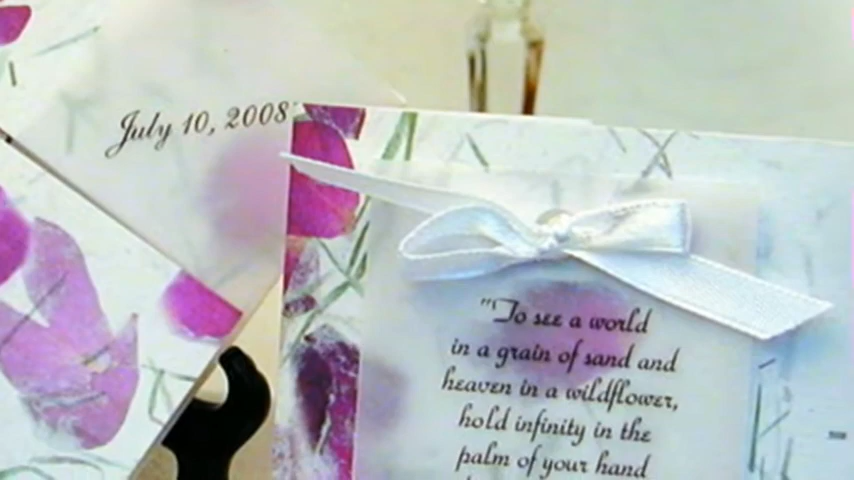 July 10, 2008
"To see a world
in a grain of sand and
heaven in a wildflower,
hold infinity in the
palm of your hand